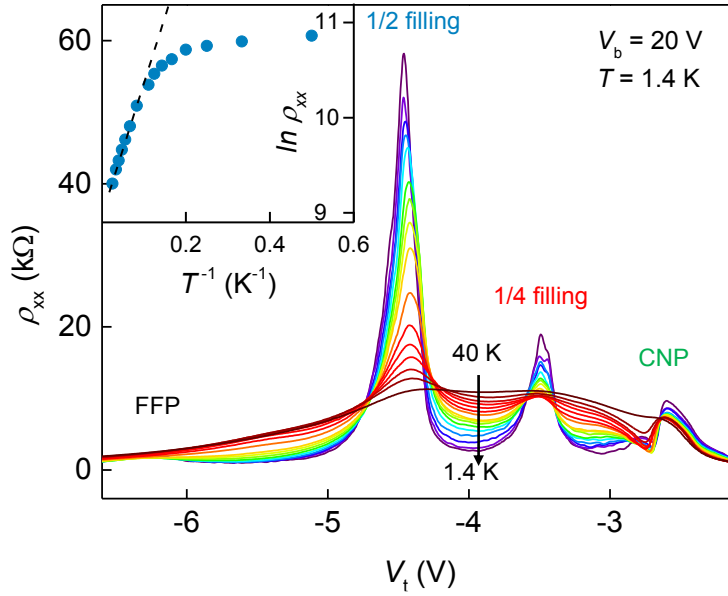 60
40
20
0
ρxx (kΩ)
-6
-5
-4
-3
Vt (V)
11
10
9
ln ρxx
0.2
0.4
0.6
T-1 (K-1)
1/2 filling
Vb = 20 V
T = 1.4 K
1/4 filling
40 K
CNP
FFP
1.4 K